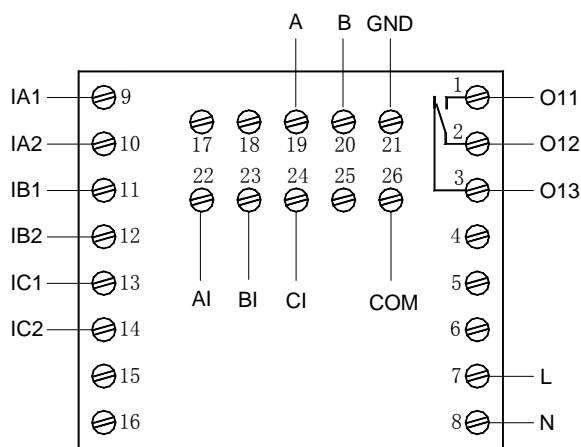 A B GND
IA1 9 1 O11
17 18 19 20 21
IA2 10 2 O12
22 23 24 25 26
IB1 11 3 O13
IB2 12 4
IC1 13 AI BI CI COM 5
IC2 14 6
15 7 L
16 8 N